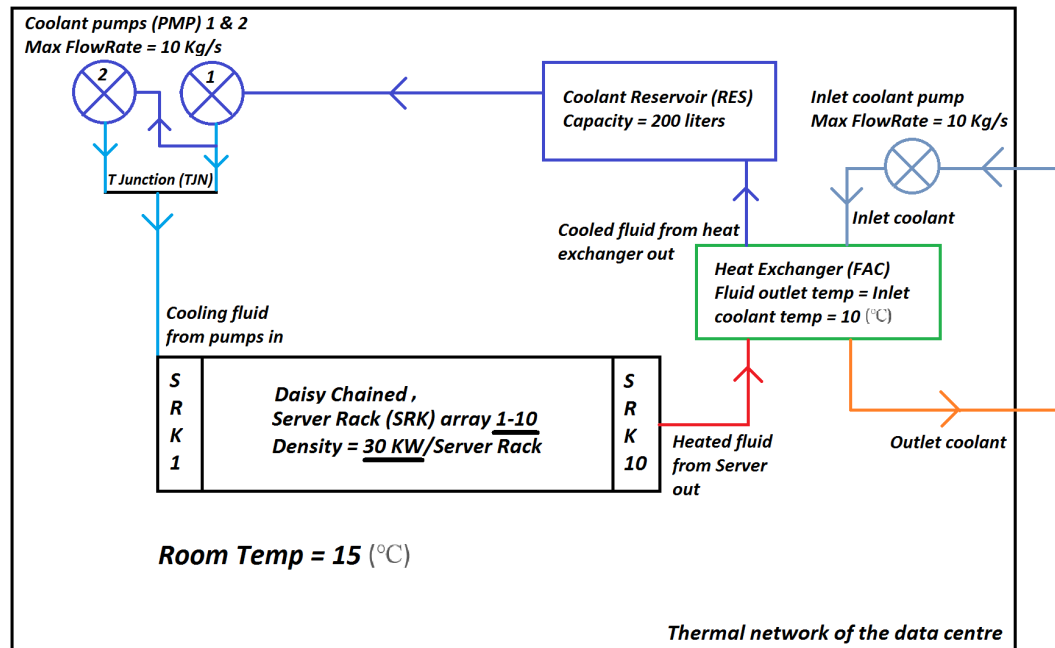 Coolant pumps (PMP) 1 & 2
Max FlowRate = 10 Kg/s
2
1
T Junction (TJN)
Coolant Reservoir (RES)
Capacity = 200 liters
Inlet coolant pump
Max FlowRate = 10 Kg/s
Inlet coolant
Cooled fluid from heat
exchanger out
Heat Exchanger (FAC)
Fluid outlet temp = Inlet
coolant temp = 10 (℃)
Cooling fluid
from pumps in
S
R
K
1
Daisy Chained ,
Server Rack (SRK) array 1-10
Density = 30 KW/Server Rack
S
R
K
10
Heated fluid
from Server
out
Outlet coolant
Room Temp = 15 (℃)
Thermal network of the data centre